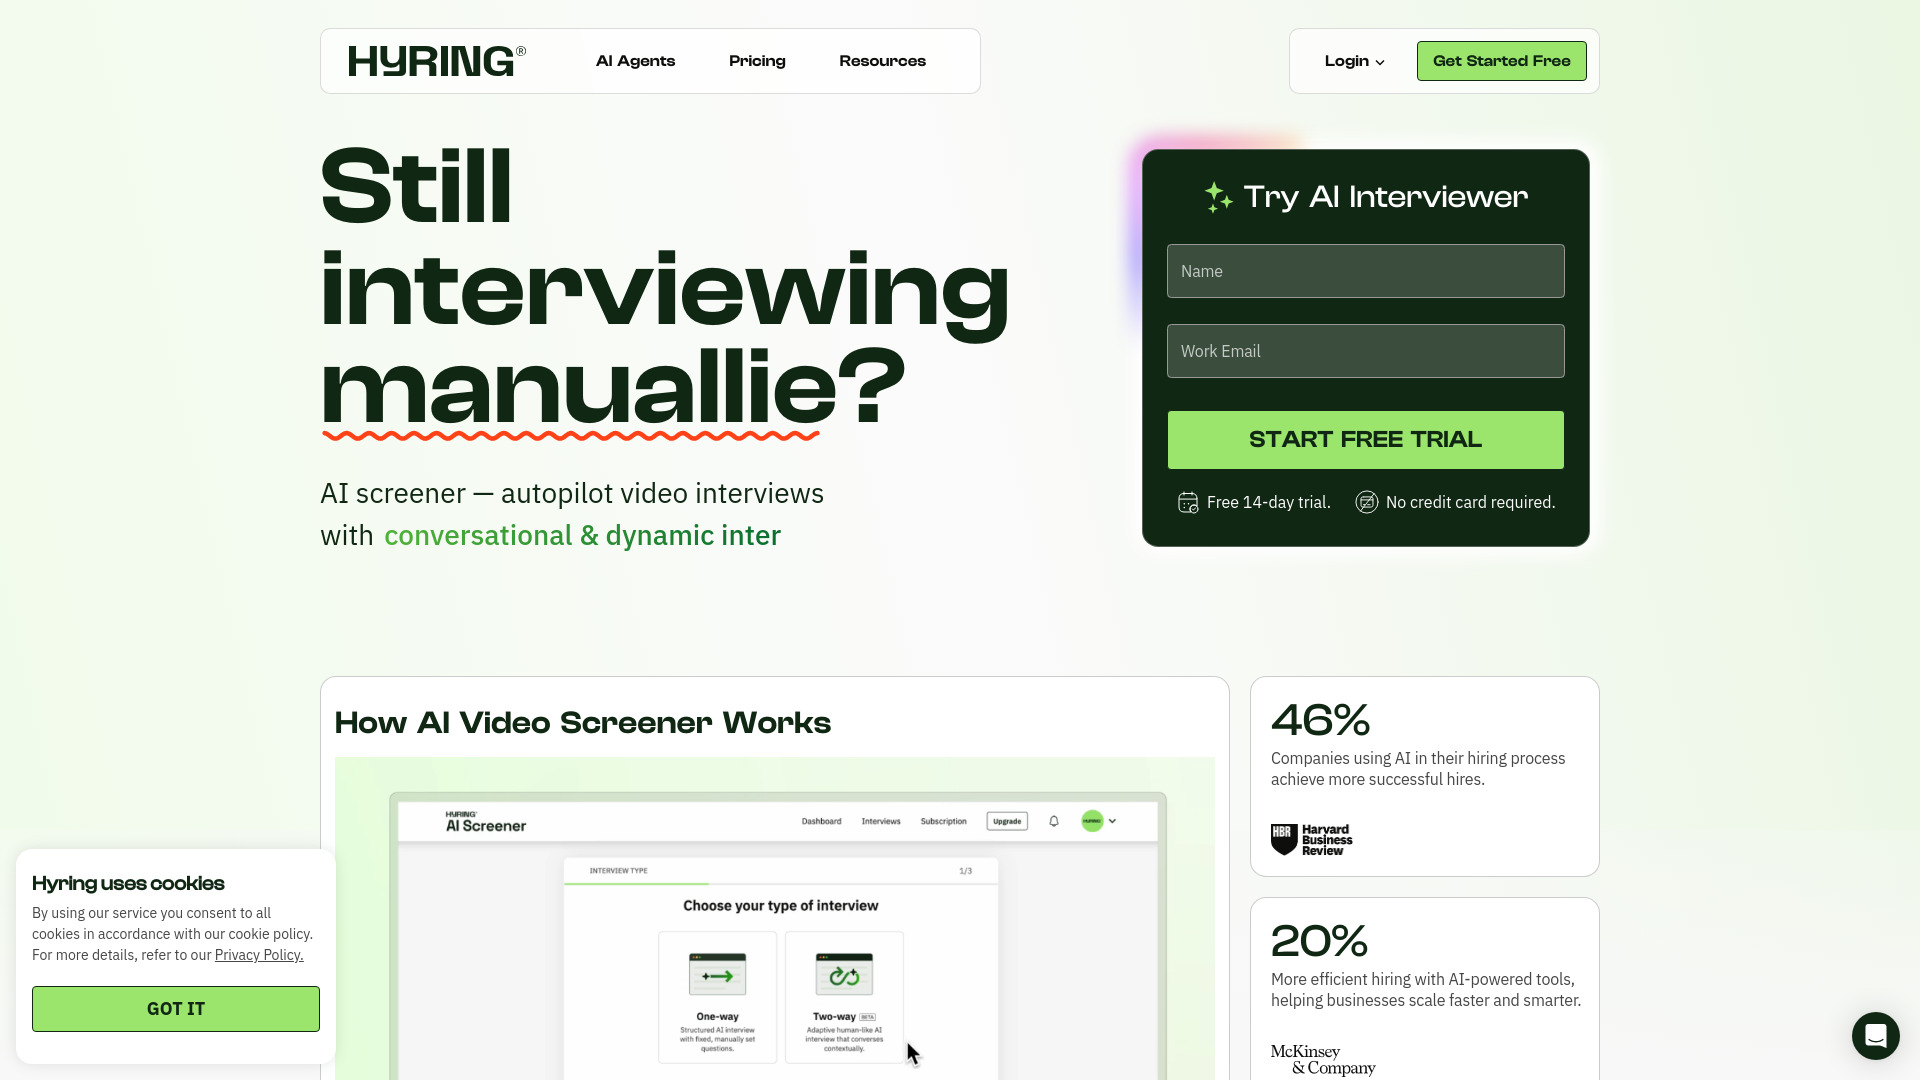 HYRING®
AI Agents
Pricing
Resources
Login
Get Started Free
Still
interviewing
manuallie?
AI screener — autopilot video interviews
with conversational & dynamic inter
Try AI Interviewer
Name
Work Email
START FREE TRIAL
Free 14-day trial.
No credit card required.
How AI Video Screener Works
HYRING
AI Screener
Dashboard
Interviews
Subscription
Upgrade
HYRING
INTERVIEW TYPE
1/3
Choose your type of interview
One-way
Structured AI interview
with fixed, manually set
questions.
Two-way BETA
Adaptive human-like AI
interview that converses
contextually.
46%
Companies using AI in their hiring process
achieve more successful hires.
HBR
Harvard
Business
Review
20%
More efficient hiring with AI-powered tools,
helping businesses scale faster and smarter.
McKinsey
& Company
Hyring uses cookies
By using our service you consent to all
cookies in accordance with our cookie policy.
For more details, refer to our Privacy Policy.
GOT IT